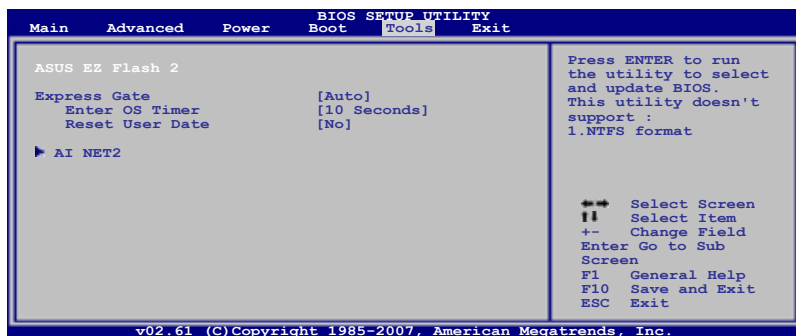 BIOS SETUP UTILITY
Main Advanced Power Boot Tools Exit
ASUS EZ Flash 2
Express Gate [Auto]
Enter OS Timer [10 Seconds]
Reset User Date [No]
AI NET2
Press ENTER to run
the utility to select
and update BIOS.
This utility doesn't
support :
1.NTFS format
Select Screen
Select Item
+- Change Field
Enter Go to Sub
Screen
F1 General Help
F10 Save and Exit
ESC Exit
v02.61 (C)Copyright 1985-2007, American Megatrends, Inc.